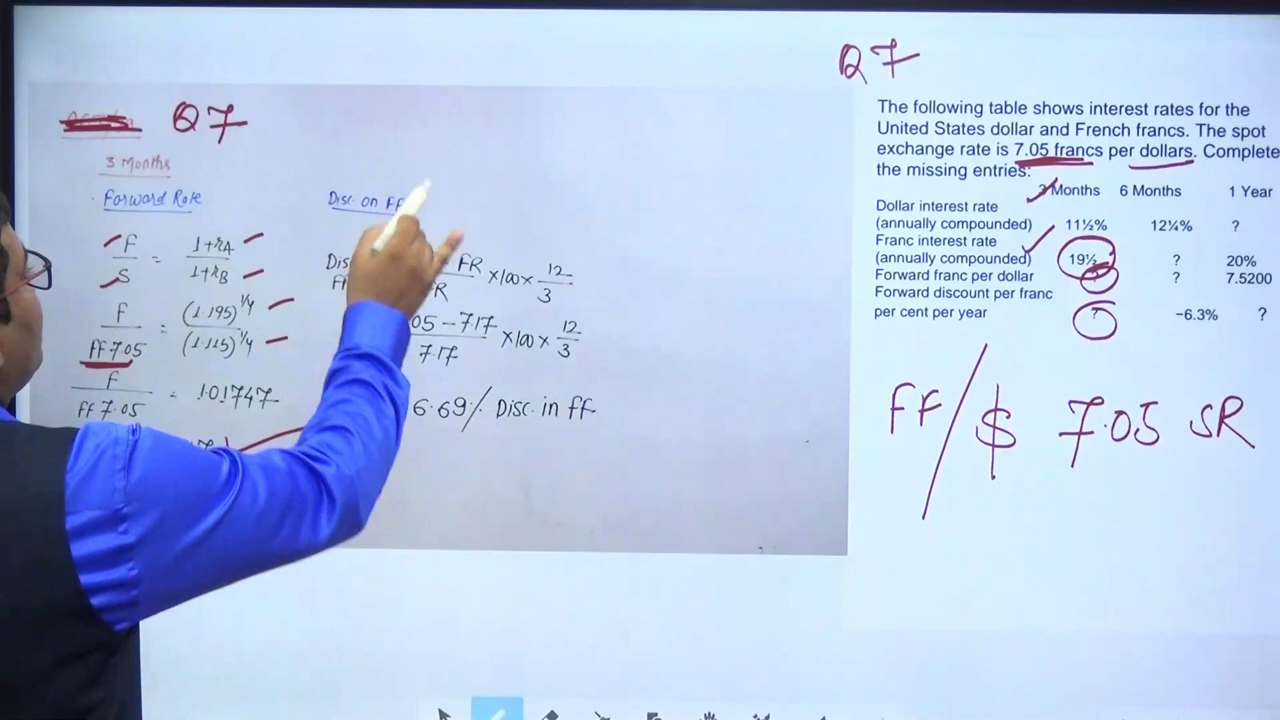 Q7
3 Months
Forward Rate
F/S = 1+rA/1+rB
F/FF 7.05 = (1.195)^1/4/(1.115)^1/4
F/FF 7.05 = 1.01747
Disc. on FF
FR ×100× 12/3
05 – 7.17/7.17 ×100× 12/3
6.69% Disc. in FF
Q7
The following table shows interest rates for the
United States dollar and French francs. The spot
exchange rate is 7.05 francs per dollars. Complete
the missing entries:
3 Months 6 Months 1 Year
Dollar interest rate
(annually compounded) 11½% 12¼% ?
Franc interest rate
(annually compounded) 19½ ? 20%
Forward franc per dollar ? 7.5200
Forward discount per franc
per cent per year ? −6.3% ?
FF/$ 7.05 SR